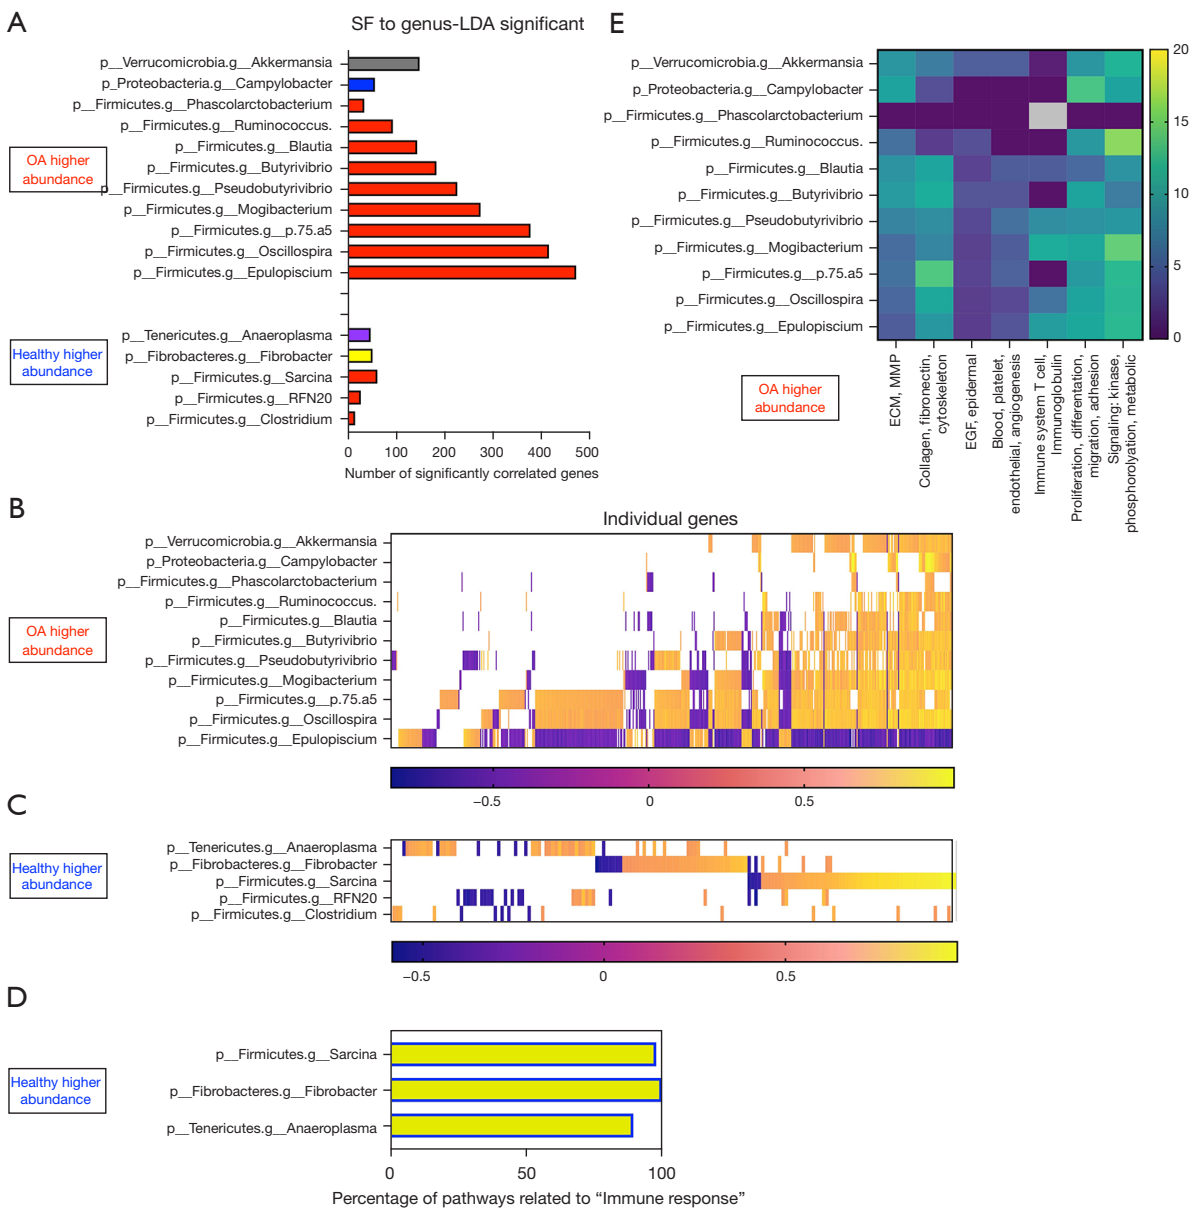 A
SF to genus-LDA significant
p__Verrucomicrobia.g__Akkermansia
p_Proteobacteria.g__Campylobacter
p__Firmicutes.g__Phascolarctobacterium
p__Firmicutes.g__Ruminococcus.
p__Firmicutes.g__Blautia
p__Firmicutes.g__Butyrivibrio
p__Firmicutes.g__Pseudobutyrivibrio
p__Firmicutes.g__Mogibacterium
p__Firmicutes.g__p.75.a5
p__Firmicutes.g__Oscillospira
p__Firmicutes.g__Epulopiscium
OA higher
abundance
p__Tenericutes.g__Anaeroplasma
p__Fibrobacteres.g__Fibrobacter
p__Firmicutes.g__Sarcina
p__Firmicutes.g__RFN20
p__Firmicutes.g__Clostridium
Healthy higher
abundance
0 100 200 300 400 500
Number of significantly correlated genes
E
p__Verrucomicrobia.g__Akkermansia
p_Proteobacteria.g__Campylobacter
p__Firmicutes.g__Phascolarctobacterium
p__Firmicutes.g__Ruminococcus.
p__Firmicutes.g__Blautia
p__Firmicutes.g__Butyrivibrio
p__Firmicutes.g__Pseudobutyrivibrio
p__Firmicutes.g__Mogibacterium
p__Firmicutes.g__p.75.a5
p__Firmicutes.g__Oscillospira
p__Firmicutes.g__Epulopiscium
20
15
10
5
0
OA higher
abundance
ECM, MMP
Collagen, fibronectin,
cytoskeleton
EGF, epidermal
Blood, platelet,
endothelial, angiogenesis
Immune system T cell,
Immunoglobulin
Proliferation, differentiation,
migration, adhesion
Signaling: kinase,
phosphorolyation, metabolic
B
Individual genes
p__Verrucomicrobia.g__Akkermansia
p_Proteobacteria.g__Campylobacter
p__Firmicutes.g__Phascolarctobacterium
p__Firmicutes.g__Ruminococcus.
p__Firmicutes.g__Blautia
p__Firmicutes.g__Butyrivibrio
p__Firmicutes.g__Pseudobutyrivibrio
p__Firmicutes.g__Mogibacterium
p__Firmicutes.g__p.75.a5
p__Firmicutes.g__Oscillospira
p__Firmicutes.g__Epulopiscium
OA higher
abundance
−0.5 0 0.5
C
p__Tenericutes.g__Anaeroplasma
p__Fibrobacteres.g__Fibrobacter
p__Firmicutes.g__Sarcina
p__Firmicutes.g__RFN20
p__Firmicutes.g__Clostridium
Healthy higher
abundance
−0.5 0 0.5
D
p__Firmicutes.g__Sarcina
p__Fibrobacteres.g__Fibrobacter
p__Tenericutes.g__Anaeroplasma
Healthy higher
abundance
0 50 100
Percentage of pathways related to “Immune response”